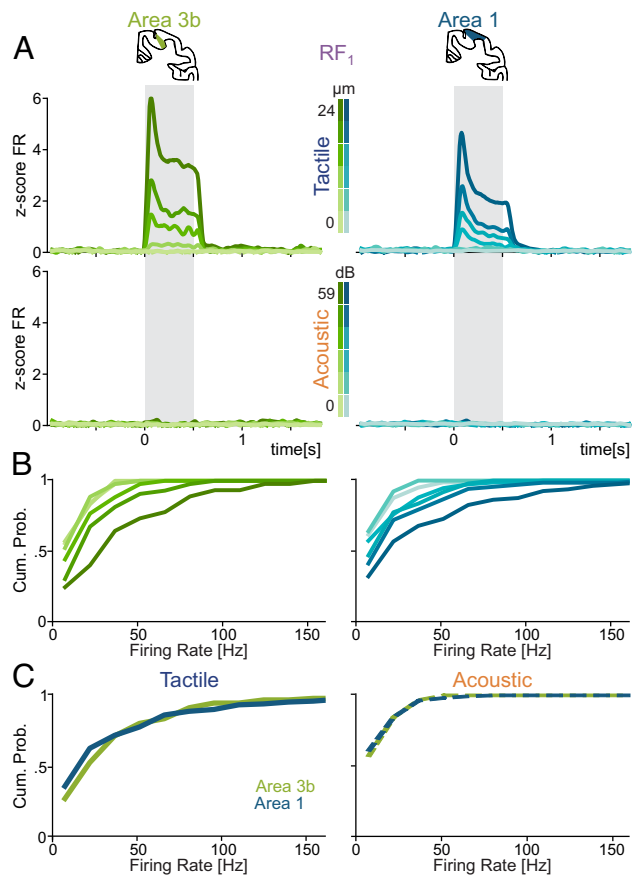 Area 3b
Area 1
A
RF1
µm
24
Tactile
0
6
4
2
0
z-score FR
dB
59
Acoustic
0
6
4
2
0
z-score FR
0
1
time[s]
0
1
time[s]
B
1
.5
0
Cum. Prob.
0
50
100
150
Firing Rate [Hz]
0
50
100
150
Firing Rate [Hz]
C
Tactile
Acoustic
1
.5
0
Cum. Prob.
Area 3b
Area 1
0
50
100
150
Firing Rate [Hz]
0
50
100
150
Firing Rate [Hz]